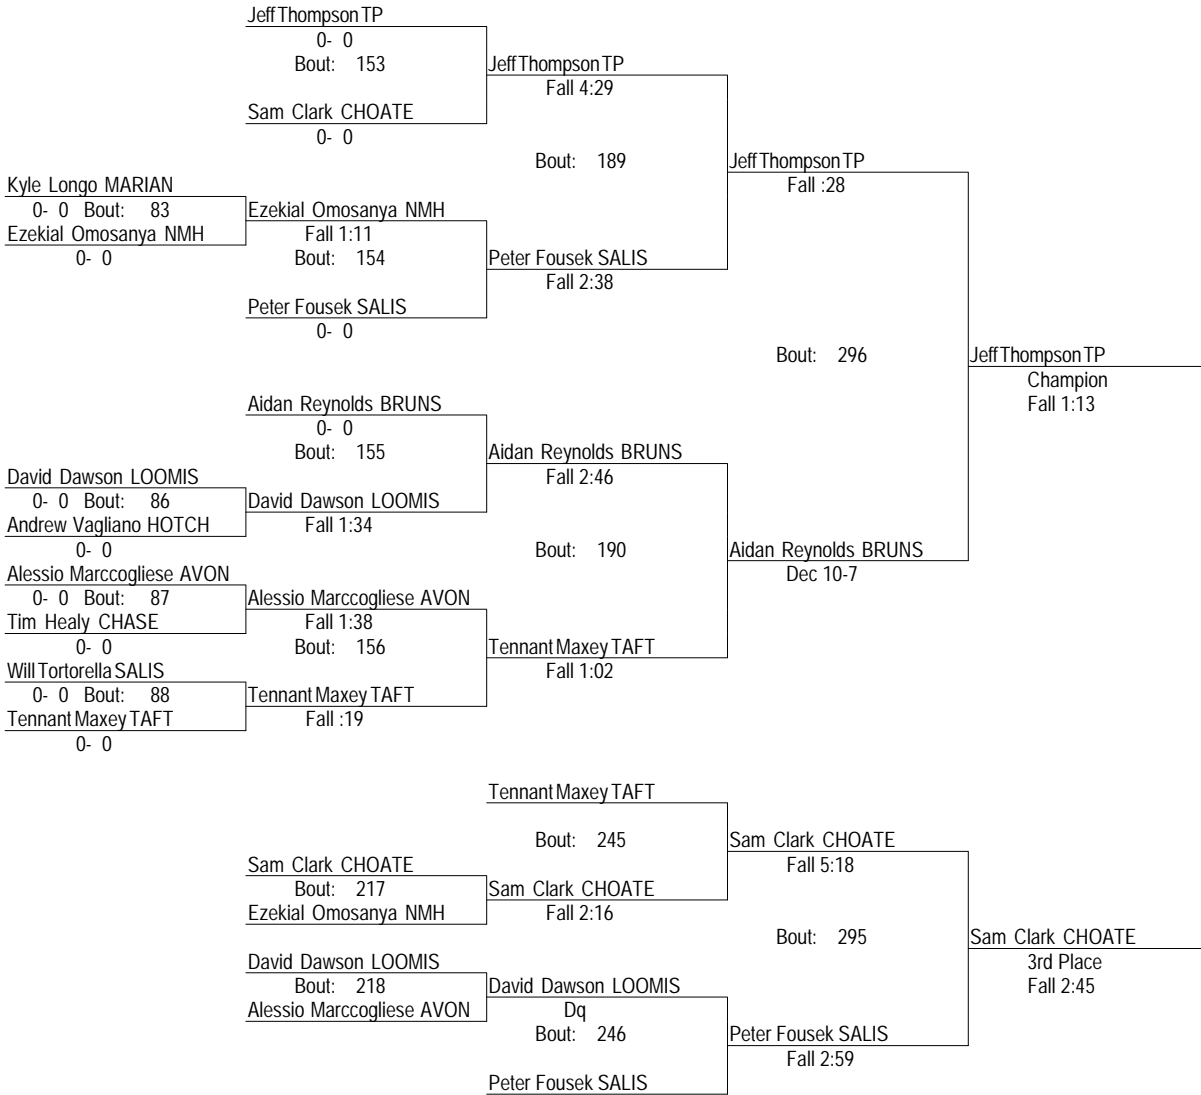 Jeff Thompson TP
0- 0
Bout: 153
Jeff Thompson TP
Fall 4:29
Sam Clark CHOATE
0- 0
Bout: 189
Jeff Thompson TP
Fall :28
Kyle Longo MARIAN
0- 0 Bout: 83
Ezekial Omosanya NMH
Ezekial Omosanya NMH
0- 0
Fall 1:11
Bout: 154
Peter Fousek SALIS
Fall 2:38
Peter Fousek SALIS
0- 0
Bout: 296
Jeff Thompson TP
Champion
Fall 1:13
Aidan Reynolds BRUNS
0- 0
Bout: 155
Aidan Reynolds BRUNS
Fall 2:46
David Dawson LOOMIS
0- 0 Bout: 86
David Dawson LOOMIS
Andrew Vagliano HOTCH
0- 0
Fall 1:34
Bout: 190
Aidan Reynolds BRUNS
Dec 10-7
Alessio Marccogliese AVON
0- 0 Bout: 87
Alessio Marccogliese AVON
Tim Healy CHASE
0- 0
Fall 1:38
Bout: 156
Tennant Maxey TAFT
Fall 1:02
Will Tortorella SALIS
0- 0 Bout: 88
Tennant Maxey TAFT
Tennant Maxey TAFT
0- 0
Fall :19
Tennant Maxey TAFT
Bout: 245
Sam Clark CHOATE
Fall 5:18
Sam Clark CHOATE
Bout: 217
Sam Clark CHOATE
Ezekial Omosanya NMH
Fall 2:16
Bout: 295
Sam Clark CHOATE
3rd Place
Fall 2:45
David Dawson LOOMIS
Bout: 218
David Dawson LOOMIS
Alessio Marccogliese AVON
Dq
Bout: 246
Peter Fousek SALIS
Fall 2:59
Peter Fousek SALIS